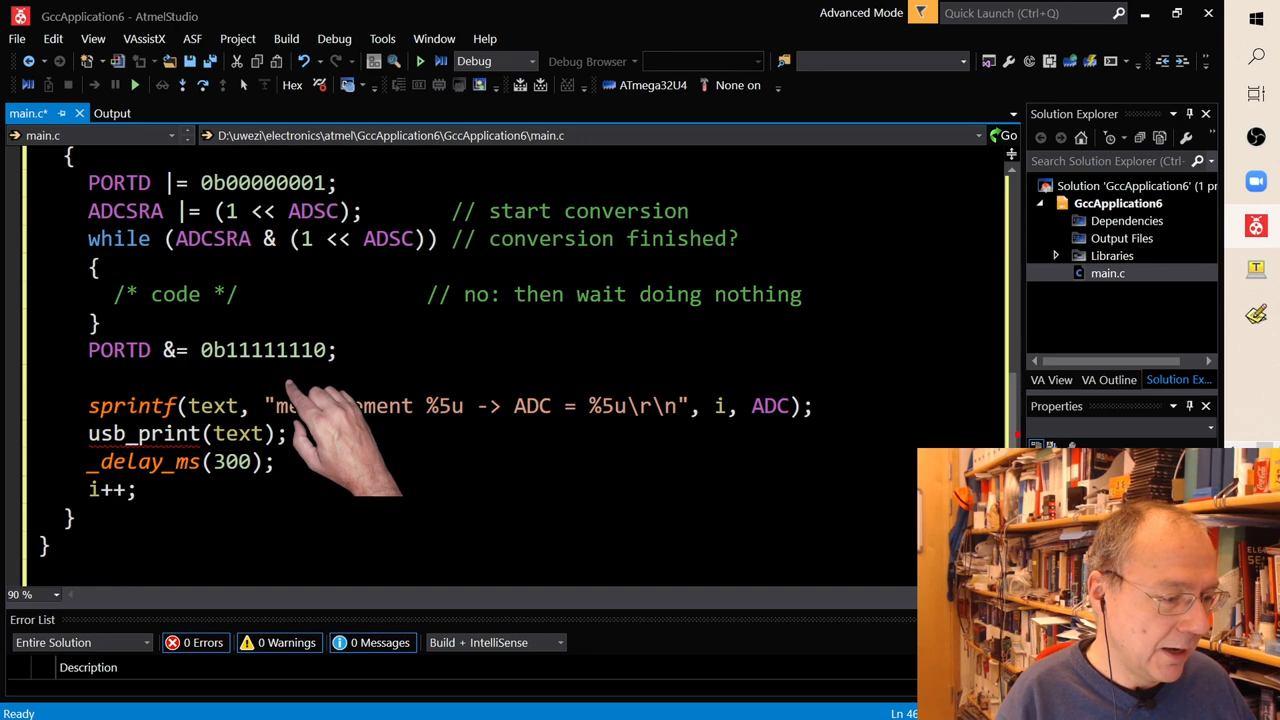 GccApplication6 - AtmelStudio
Advanced Mode
Quick Launch (Ctrl+Q)
File Edit View VAssistX ASF Project Build Debug Tools Window Help
Debug
Debug Browser
Hex
ATmega32U4
None on
main.c*
Output
main.c
D:\uwezi\electronics\atmel\GccApplication6\GccApplication6\main.c
Go
{
PORTD |= 0b00000001;
ADCSRA |= (1 << ADSC); // start conversion
while (ADCSRA & (1 << ADSC)) // conversion finished?
{
/* code */ // no: then wait doing nothing
}
PORTD &= 0b11111110;
sprintf(text, "me ement %5u -> ADC = %5u\r\n", i, ADC);
usb_print(text);
_delay_ms(300);
i++;
}
}
90 %
Error List
Entire Solution
0 Errors
0 Warnings
0 Messages
Build + IntelliSense
Description
Ready
Ln 46
Solution Explorer
Search Solution Explorer (Ctrl+
Solution 'GccApplication6' (1 pr
GccApplication6
Dependencies
Output Files
Libraries
main.c
VA View VA Outline Solution Ex
Properties